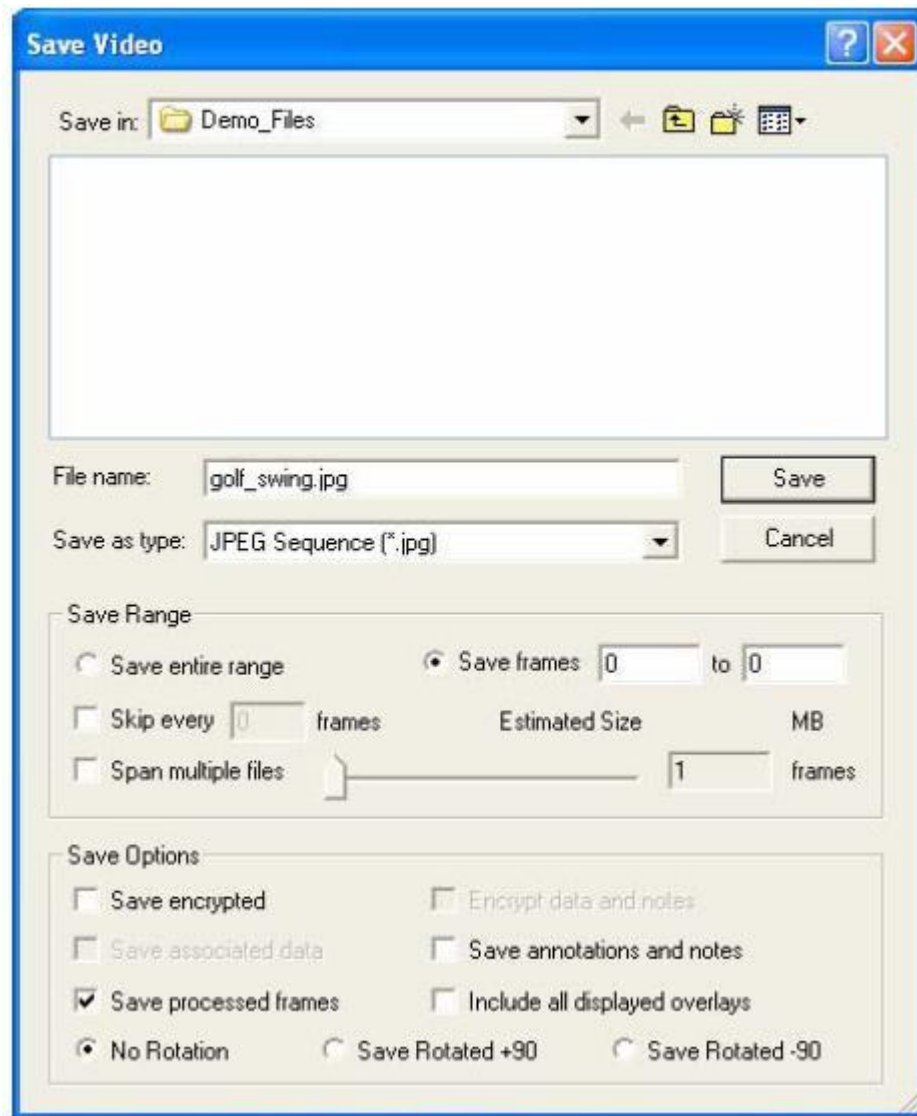 Save Video
Save in: Demo_Files
File name: golf_swing.jpg Save
Save as type: JPEG Sequence (*.jpg) Cancel
Save Range
Save entire range Save frames 0 to 0
Skip every 0 frames Estimated Size MB
Span multiple files 1 frames
Save Options
Save encrypted Encrypt data and notes
Save associated data Save annotations and notes
Save processed frames Include all displayed overlays
No Rotation Save Rotated +90 Save Rotated -90